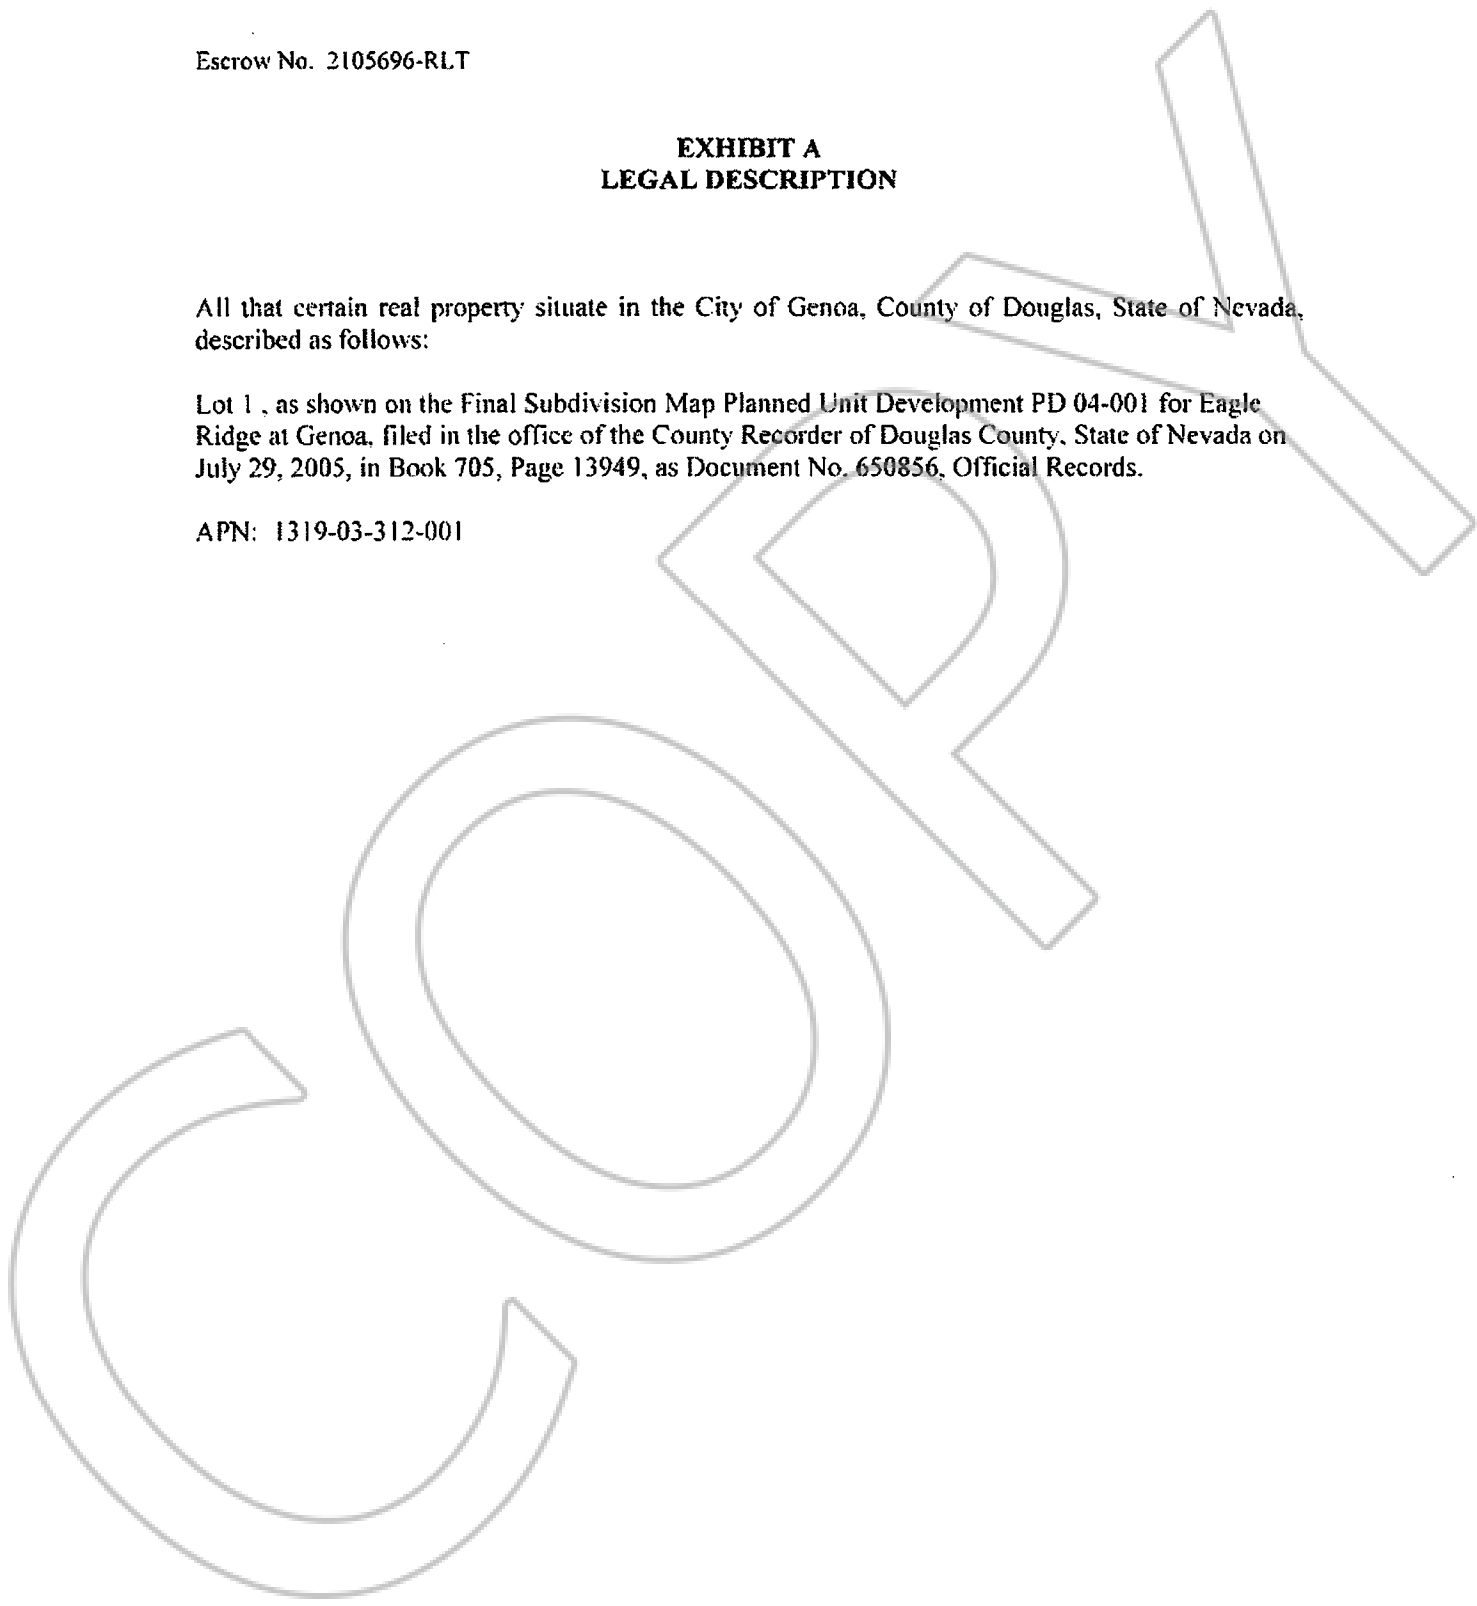 Escrow No. 2105696-RLT
EXHIBIT A
LEGAL DESCRIPTION
All that certain real property situate in the City of Genoa, County of Douglas, State of Nevada,
described as follows:
Lot 1 , as shown on the Final Subdivision Map Planned Unit Development PD 04-001 for Eagle
Ridge at Genoa, filed in the office of the County Recorder of Douglas County, State of Nevada on
July 29, 2005, in Book 705, Page 13949, as Document No. 650856, Official Records.
APN: 1319-03-312-001
COPY